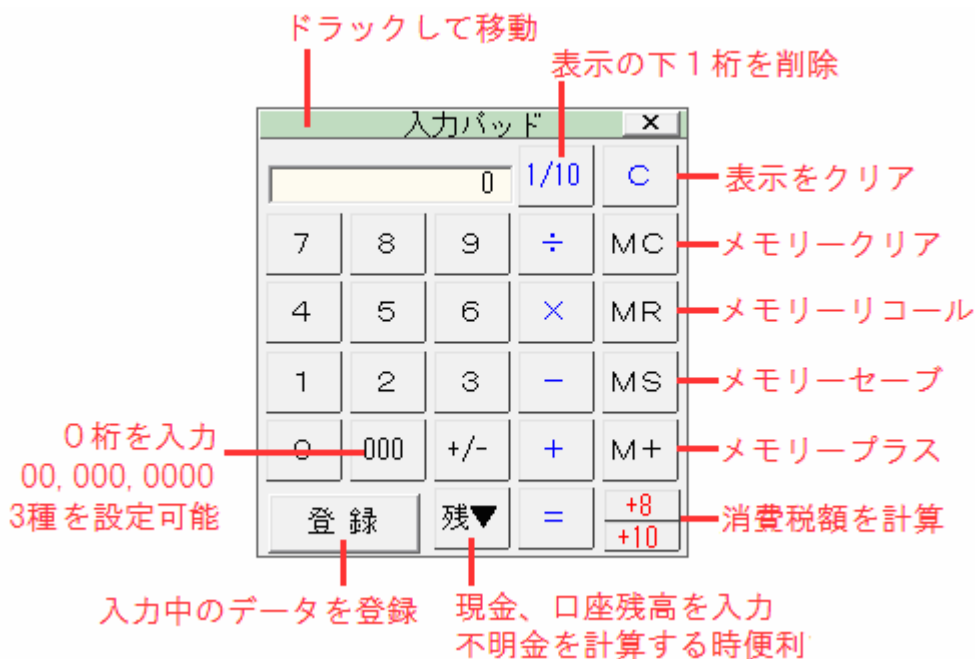 ドラックして移動
表示の下1桁を削除
入力パッド ×
0 1/10 C
表示をクリア
7 8 9 ÷ MC
メモリークリア
4 5 6 × MR
メモリーリコール
1 2 3 − MS
メモリーセーブ
0桁を入力
00,000,0000
3種を設定可能
0 000 +/- + M+
メモリープラス
登録 残▼ = +8
+10
消費税額を計算
入力中のデータを登録
現金、口座残高を入力
不明金を計算する時便利